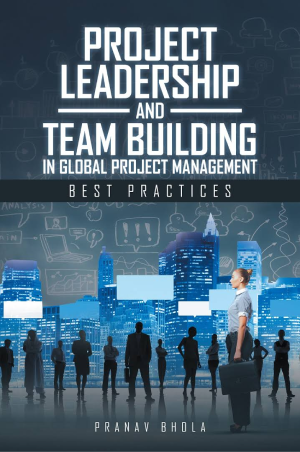 PROJECT
LEADERSHIP
AND
TEAM BUILDING
IN GLOBAL PROJECT MANAGEMENT
BEST PRACTICES
PRANAV BHOLA